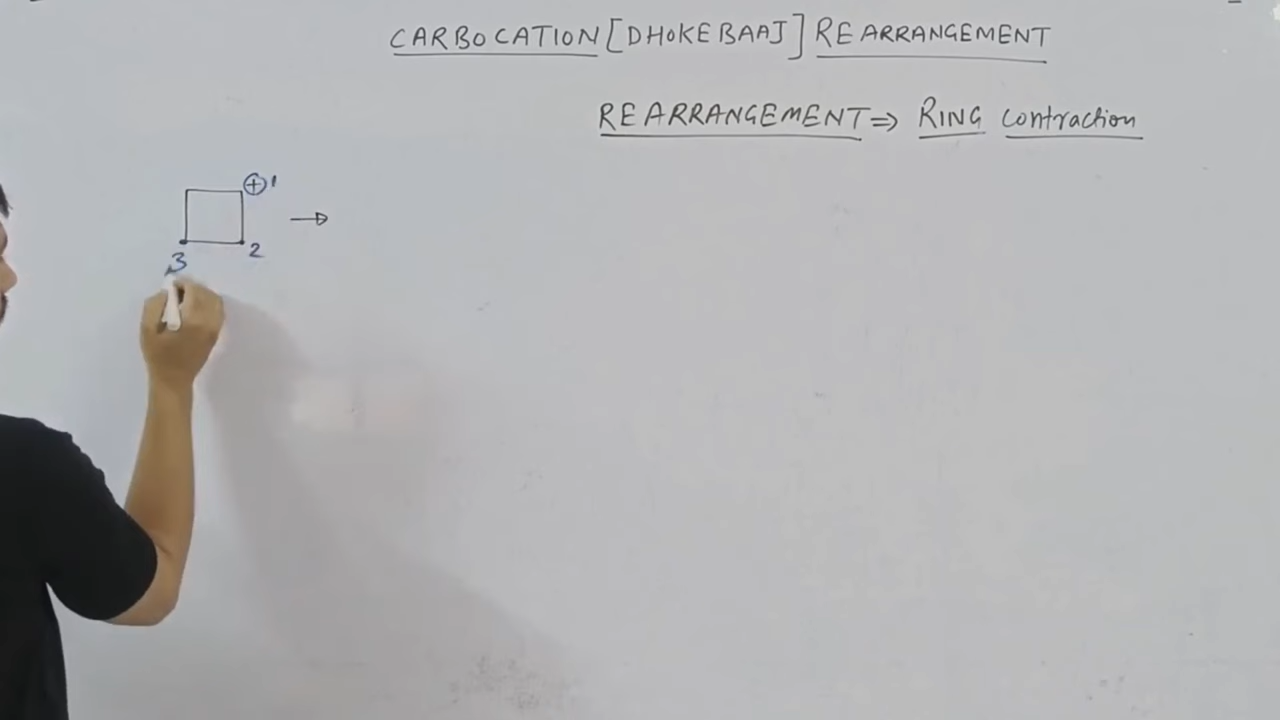 CARBOCATION [DHOKEBAAJ] REARRANGEMENT
REARRANGEMENT ⇒ RING contraction
⊕ 1
→
2
3